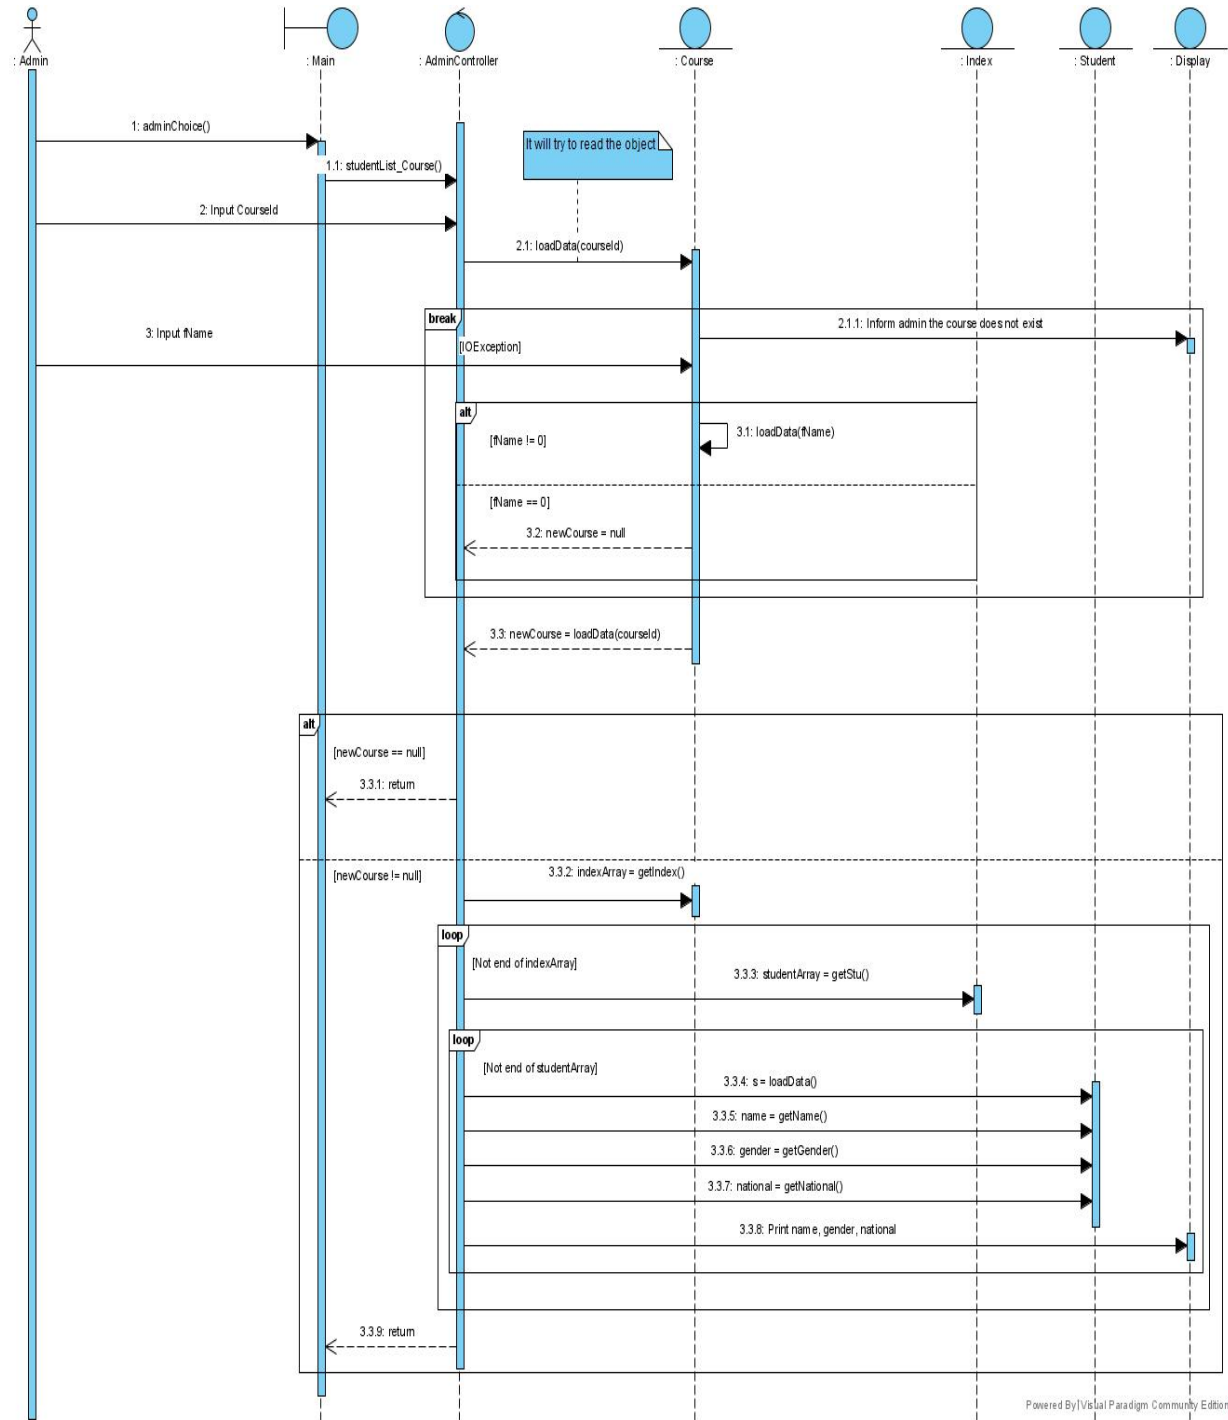 : Admin
: Main
: AdminController
: Course
: Index
: Student
: Display
1: adminChoice()
It will try to read the object
1.1: studentList_Course()
2: Input CourseId
2.1: loadData(courseId)
break
2.1.1: Inform admin the course does not exist
3: Input fName
[IOException]
alt
3.1: loadData(fName)
[fName != 0]
[fName == 0]
3.2: newCourse = null
3.3: newCourse = loadData(courseId)
alt
[newCourse == null]
3.3.1: return
[newCourse != null]
3.3.2: indexArray = getIndex()
loop
[Not end of indexArray]
3.3.3: studentArray = getStu()
loop
[Not end of studentArray]
3.3.4: s = loadData()
3.3.5: name = getName()
3.3.6: gender = getGender()
3.3.7: national = getNational()
3.3.8: Print name, gender, national
3.3.9: return
Powered By Visual Paradigm Community Edition